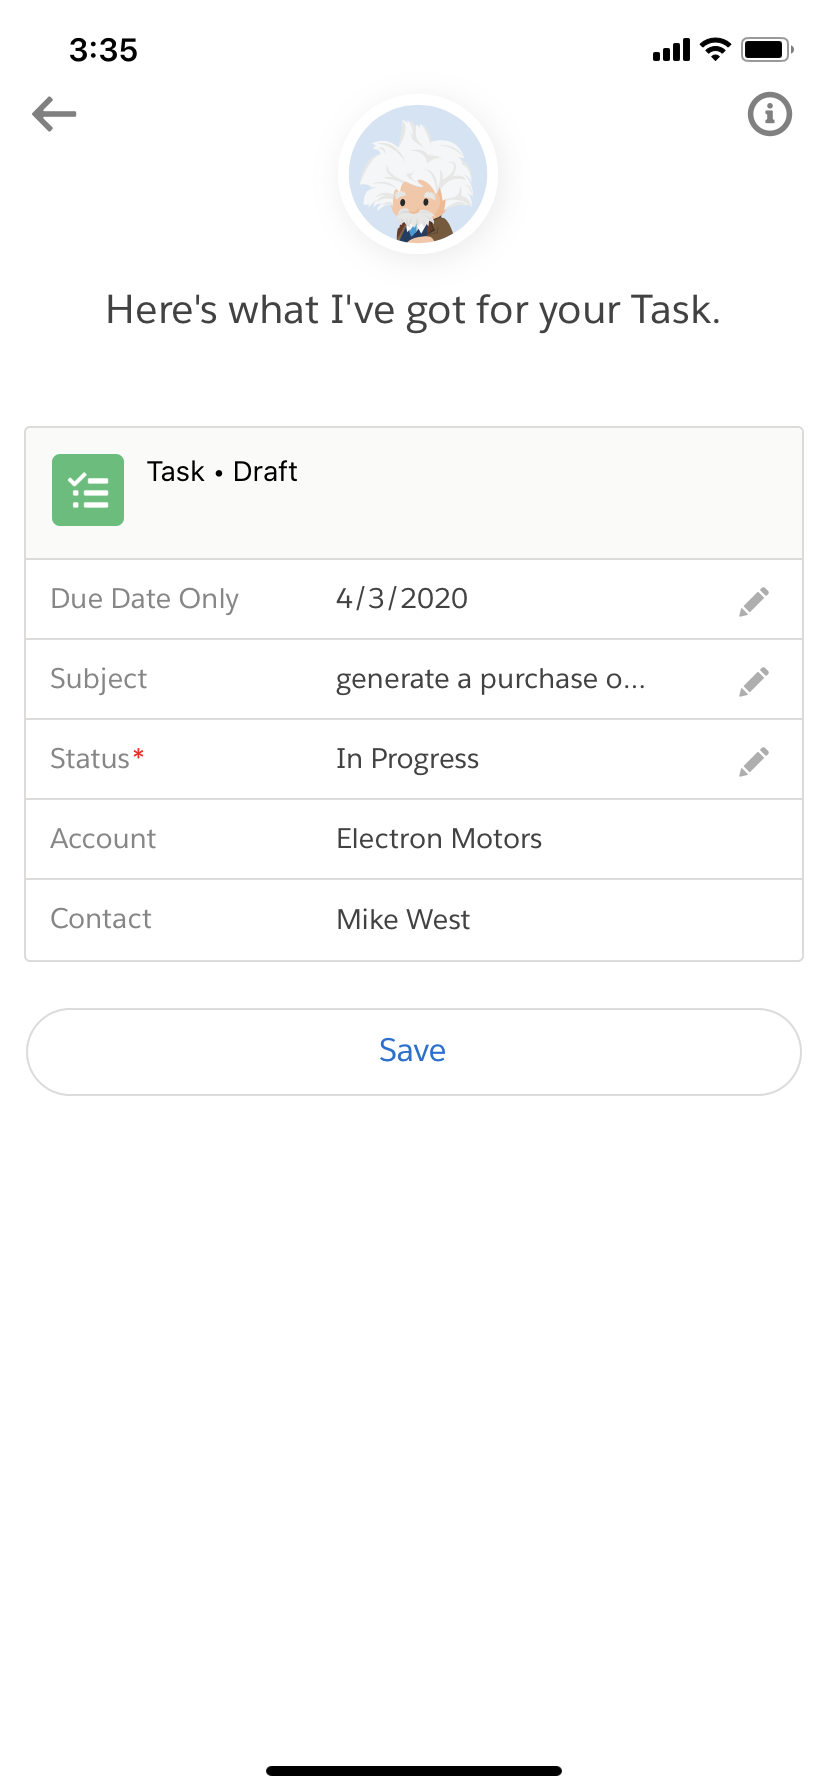 3:35
Here's what I've got for your Task.
Task • Draft
Due Date Only 4/3/2020
Subject generate a purchase o...
Status* In Progress
Account Electron Motors
Contact Mike West
Save